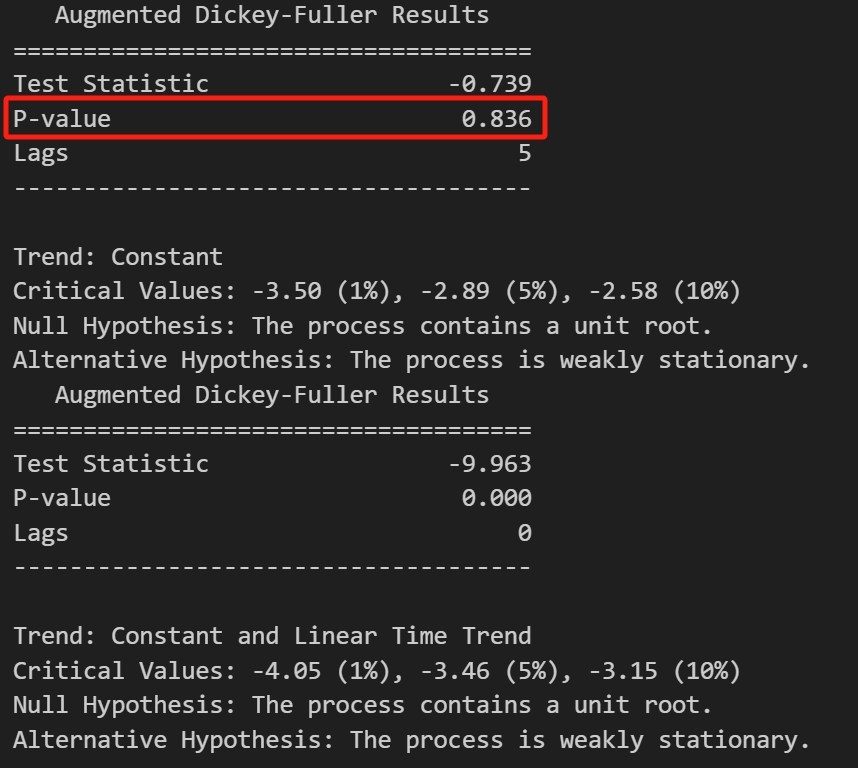 Augmented Dickey-Fuller Results
=====================================
Test Statistic                 -0.739
P-value                         0.836
Lags                                5
-------------------------------------
Trend: Constant
Critical Values: -3.50 (1%), -2.89 (5%), -2.58 (10%)
Null Hypothesis: The process contains a unit root.
Alternative Hypothesis: The process is weakly stationary.
Augmented Dickey-Fuller Results
=====================================
Test Statistic                 -9.963
P-value                         0.000
Lags                                0
-------------------------------------
Trend: Constant and Linear Time Trend
Critical Values: -4.05 (1%), -3.46 (5%), -3.15 (10%)
Null Hypothesis: The process contains a unit root.
Alternative Hypothesis: The process is weakly stationary.